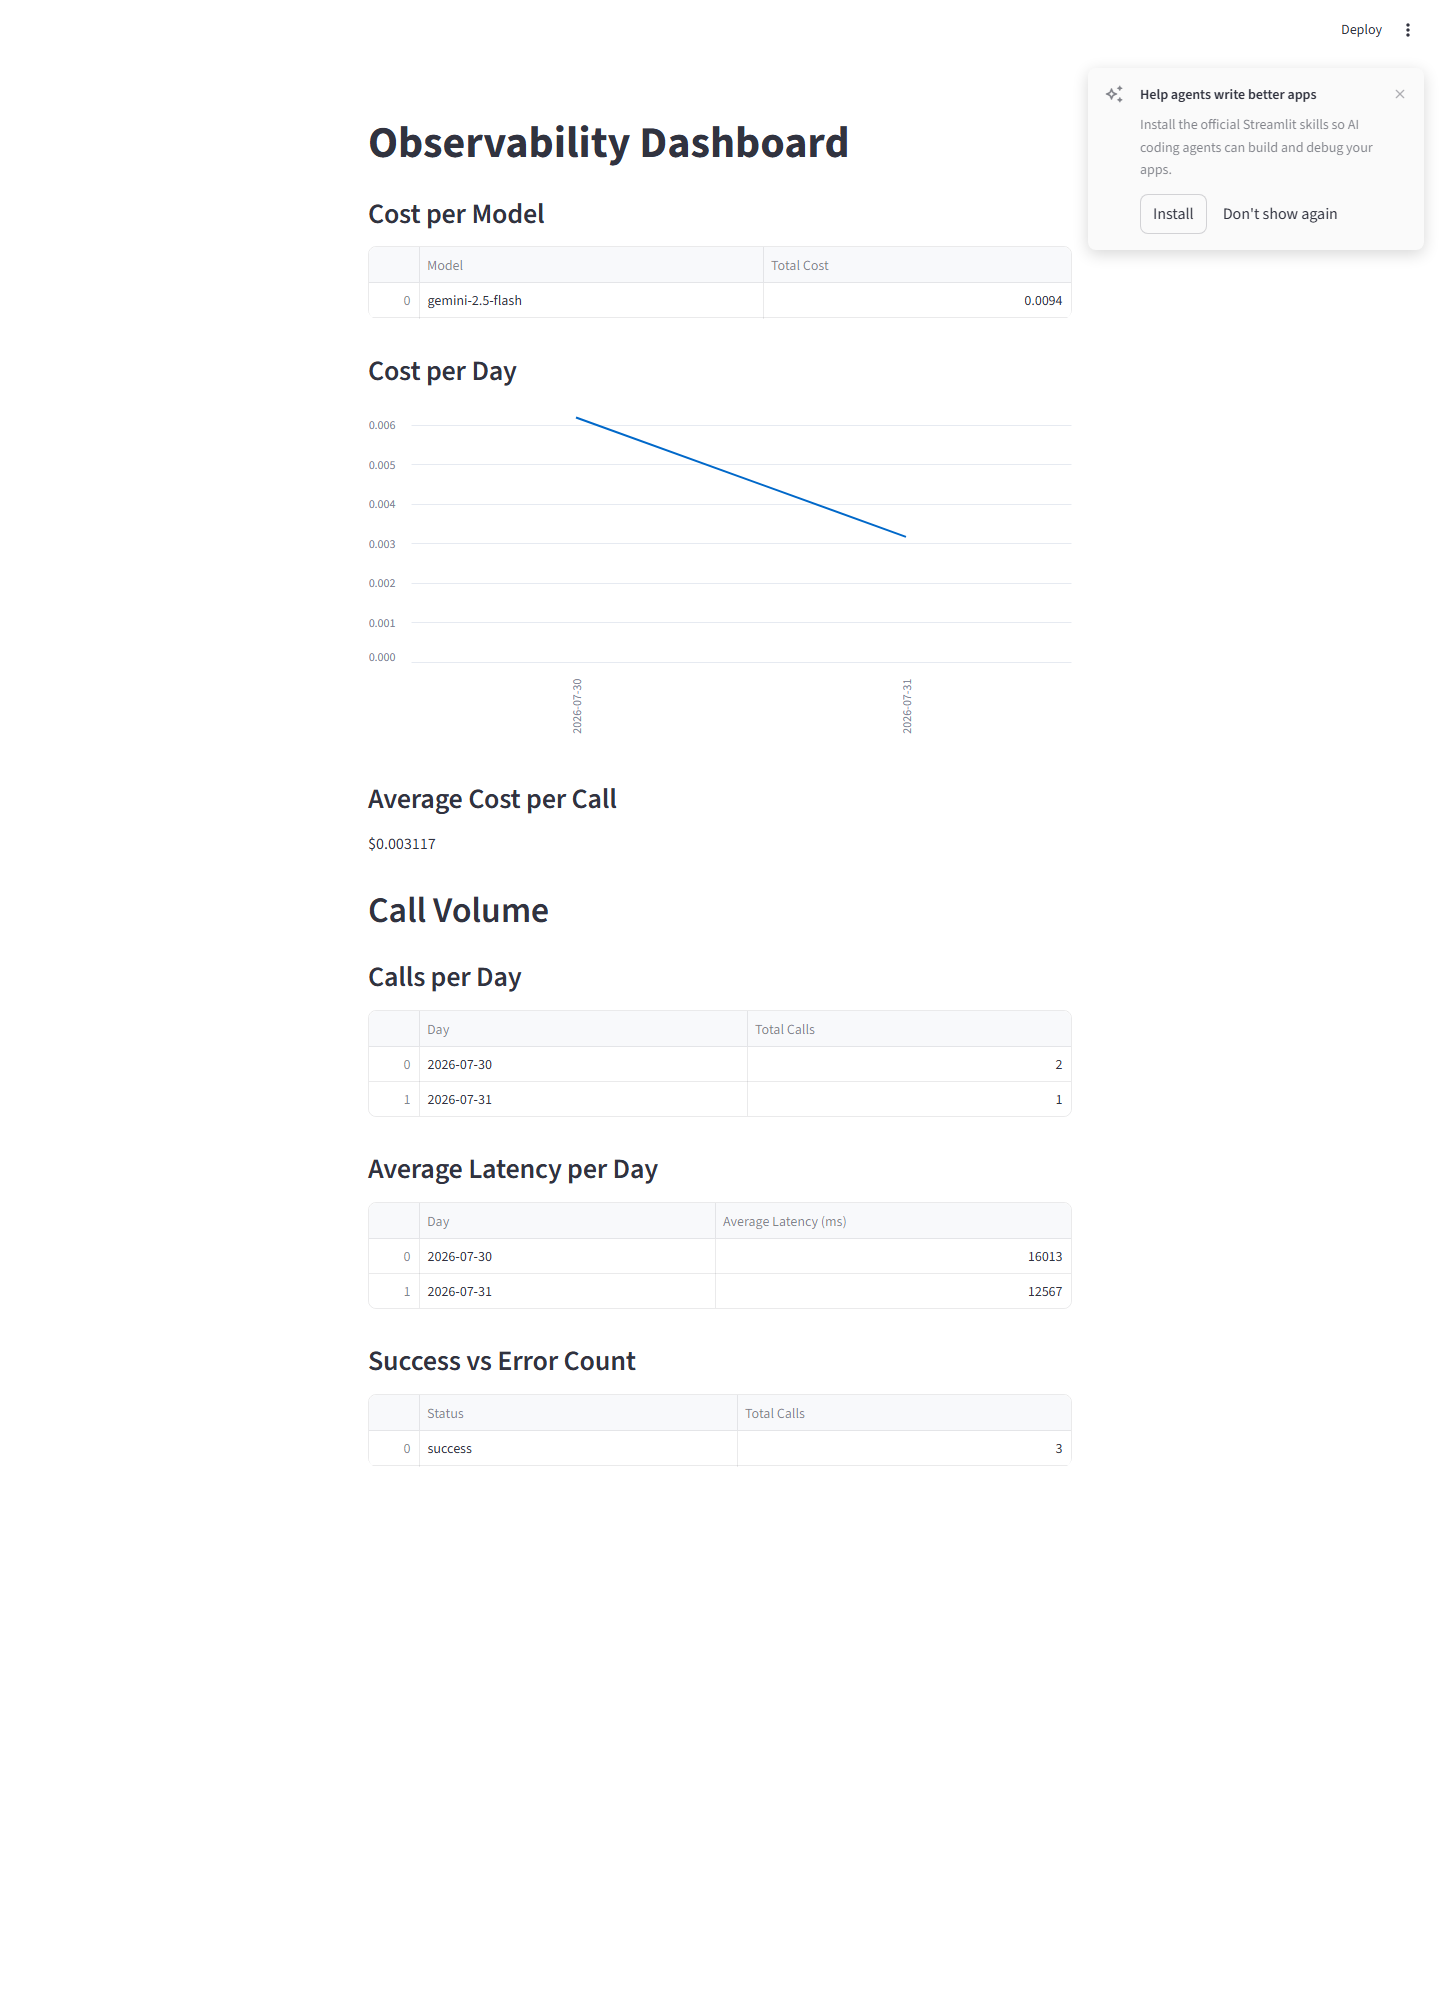 Deploy
Help agents write better apps
Install the official Streamlit skills so AI
coding agents can build and debug your
apps.
Install Don't show again
Observability Dashboard
Cost per Model
Model Total Cost
0 gemini-2.5-flash 0.0094
Cost per Day
0.006
0.005
0.004
0.003
0.002
0.001
0.000
2026-07-30 2026-07-31
Average Cost per Call
$0.003117
Call Volume
Calls per Day
Day Total Calls
0 2026-07-30 2
1 2026-07-31 1
Average Latency per Day
Day Average Latency (ms)
0 2026-07-30 16013
1 2026-07-31 12567
Success vs Error Count
Status Total Calls
0 success 3